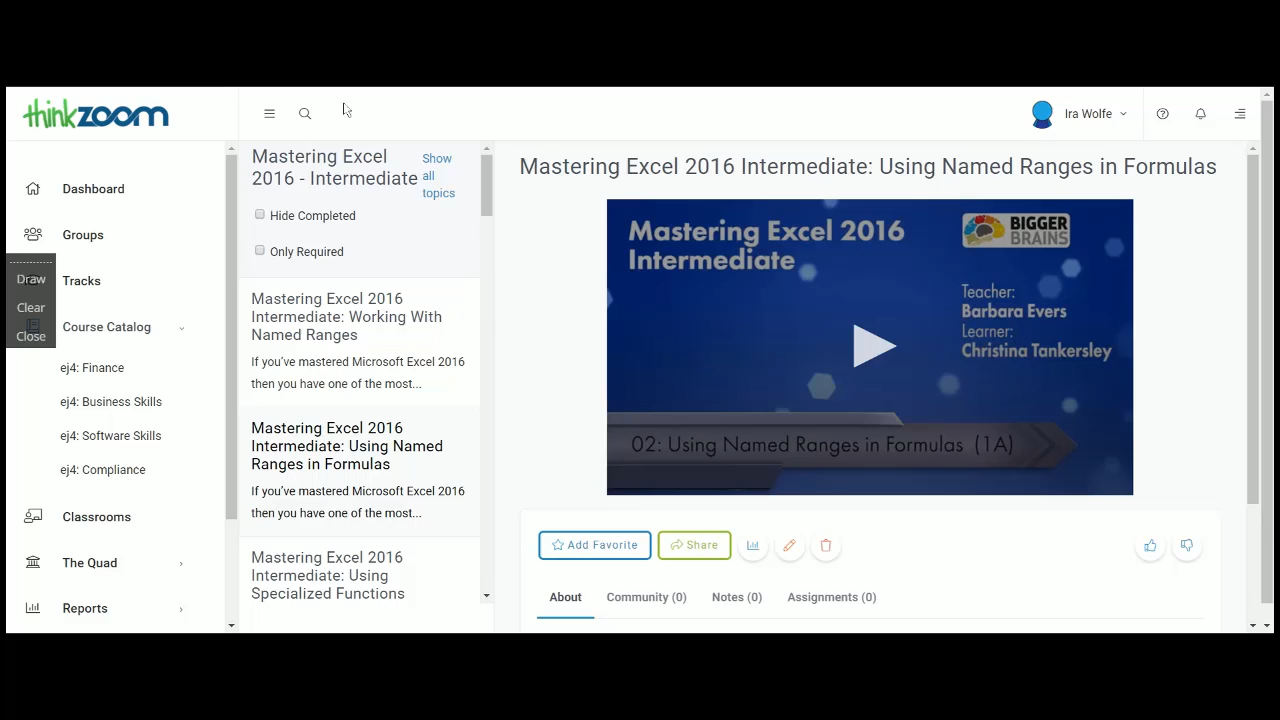 thinkzoom
Ira Wolfe
Dashboard
Groups
Tracks
Draw
Clear
Close
Course Catalog
ej4: Finance
ej4: Business Skills
ej4: Software Skills
ej4: Compliance
Classrooms
The Quad
Reports
Mastering Excel
2016 - Intermediate
Show
all
topics
Hide Completed
Only Required
Mastering Excel 2016
Intermediate: Working With
Named Ranges
If you've mastered Microsoft Excel 2016
then you have one of the most...
Mastering Excel 2016
Intermediate: Using Named
Ranges in Formulas
If you've mastered Microsoft Excel 2016
then you have one of the most...
Mastering Excel 2016
Intermediate: Using
Specialized Functions
Mastering Excel 2016 Intermediate: Using Named Ranges in Formulas
Mastering Excel 2016
Intermediate
BIGGER
BRAINS
Teacher:
Barbara Evers
Learner:
Christina Tankersley
02: Using Named Ranges in Formulas (1A)
Add Favorite
Share
About
Community (0)
Notes (0)
Assignments (0)